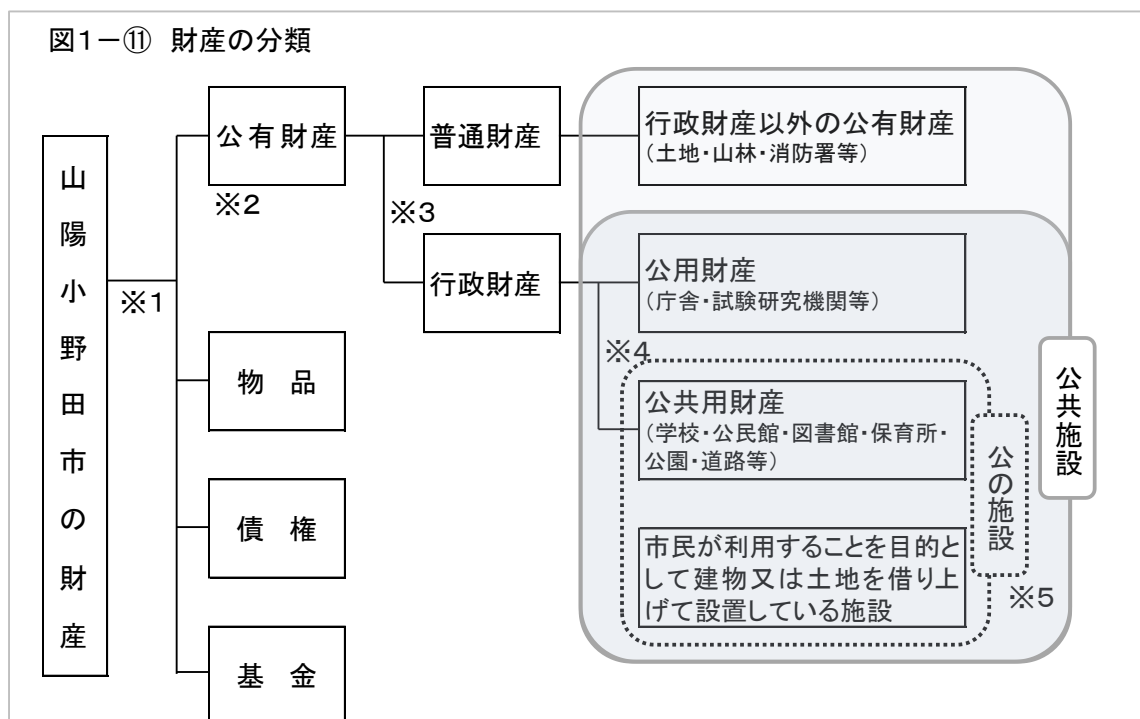 図1－⑪ 財産の分類
山陽小野田市の財産
※1
公有財産
※2
物品
債権
基金
※3
普通財産
行政財産
行政財産以外の公有財産
（土地・山林・消防署等）
公用財産
（庁舎・試験研究機関等）
※4
公共用財産
（学校・公民館・図書館・保育所・
公園・道路等）
市民が利用することを目的と
して建物又は土地を借り上
げて設置している施設
公の施設
※5
公共施設